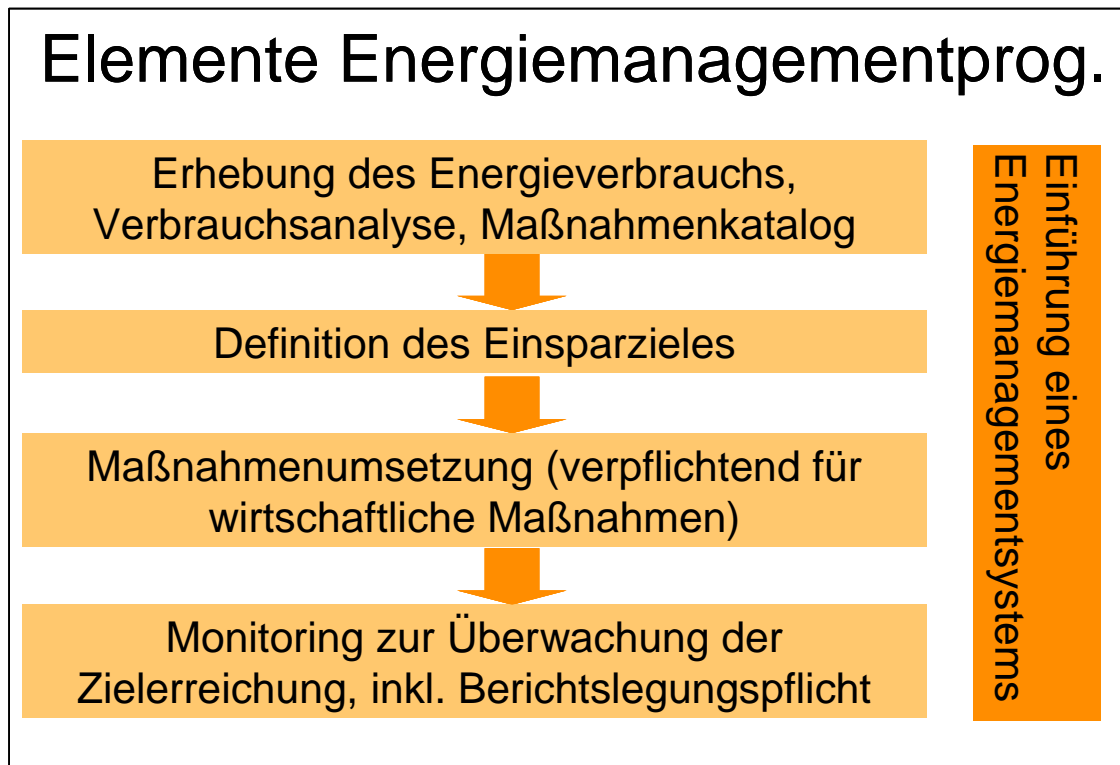 Elemente Energiemanagementprog.
Erhebung des Energieverbrauchs,
Verbrauchsanalyse, Maßnahmenkatalog
Definition des Einsparzieles
Maßnahmenumsetzung (verpflichtend für
wirtschaftliche Maßnahmen)
Monitoring zur Überwachung der
Zielerreichung, inkl. Berichtslegungspflicht
Einführung eines
Energiemanagementsystems